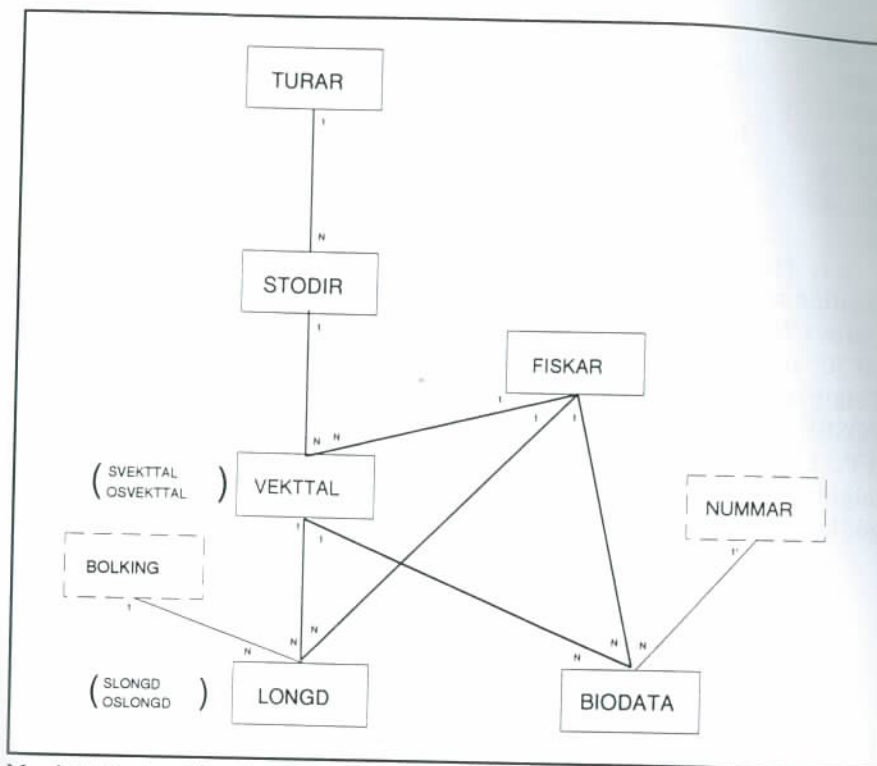 TURAR
1
N
STODIR
1
FISKAR
1 1 1
N N
( SVEKTTAL
OSVEKTTAL )
VEKTTAL
NUMMAR
1 1
1
BOLKING
1
N N N
N N N
( SLONGD
OSLONGD )
LONGD
BIODATA